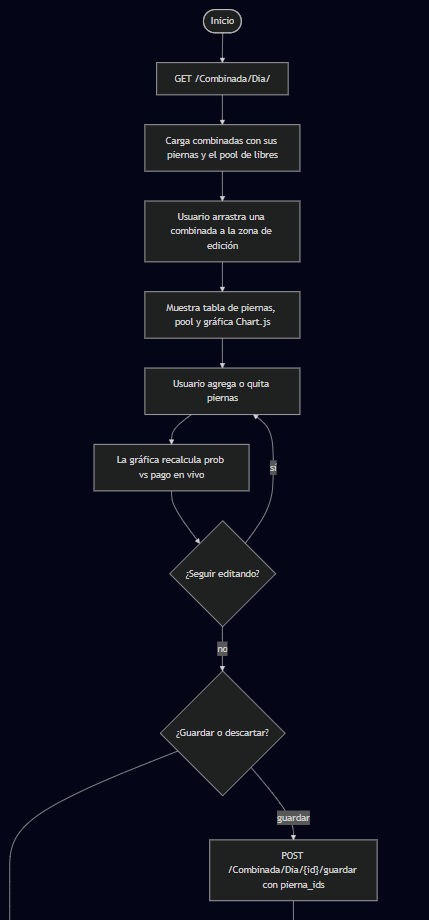 Inicio
GET /Combinada/Dia/
Carga combinadas con sus
piernas y el pool de libres
Usuario arrastra una
combinada a la zona de
edición
Muestra tabla de piernas,
pool y gráfica Chart.js
Usuario agrega o quita
piernas
La gráfica recalcula prob
vs pago en vivo
si
¿Seguir editando?
no
¿Guardar o descartar?
guardar
POST
/Combinada/Dia/{id}/guardar
con pierna_ids